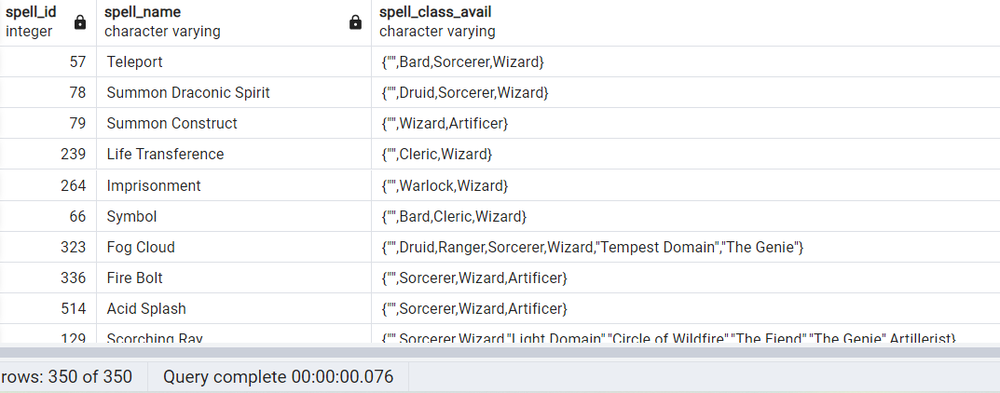 spell_id spell_name spell_class_avail
integer character varying character varying
57 Teleport {"",Bard,Sorcerer,Wizard}
78 Summon Draconic Spirit {"",Druid,Sorcerer,Wizard}
79 Summon Construct {"",Wizard,Artificer}
239 Life Transference {"",Cleric,Wizard}
264 Imprisonment {"",Warlock,Wizard}
66 Symbol {"",Bard,Cleric,Wizard}
323 Fog Cloud {"",Druid,Ranger,Sorcerer,Wizard,"Tempest Domain","The Genie"}
336 Fire Bolt {"",Sorcerer,Wizard,Artificer}
514 Acid Splash {"",Sorcerer,Wizard,Artificer}
129 Scorching Ray {"",Sorcerer,Wizard,"Light Domain","Circle of Wildfire","The Fiend","The Genie",Artillerist}
rows: 350 of 350 Query complete 00:00:00.076